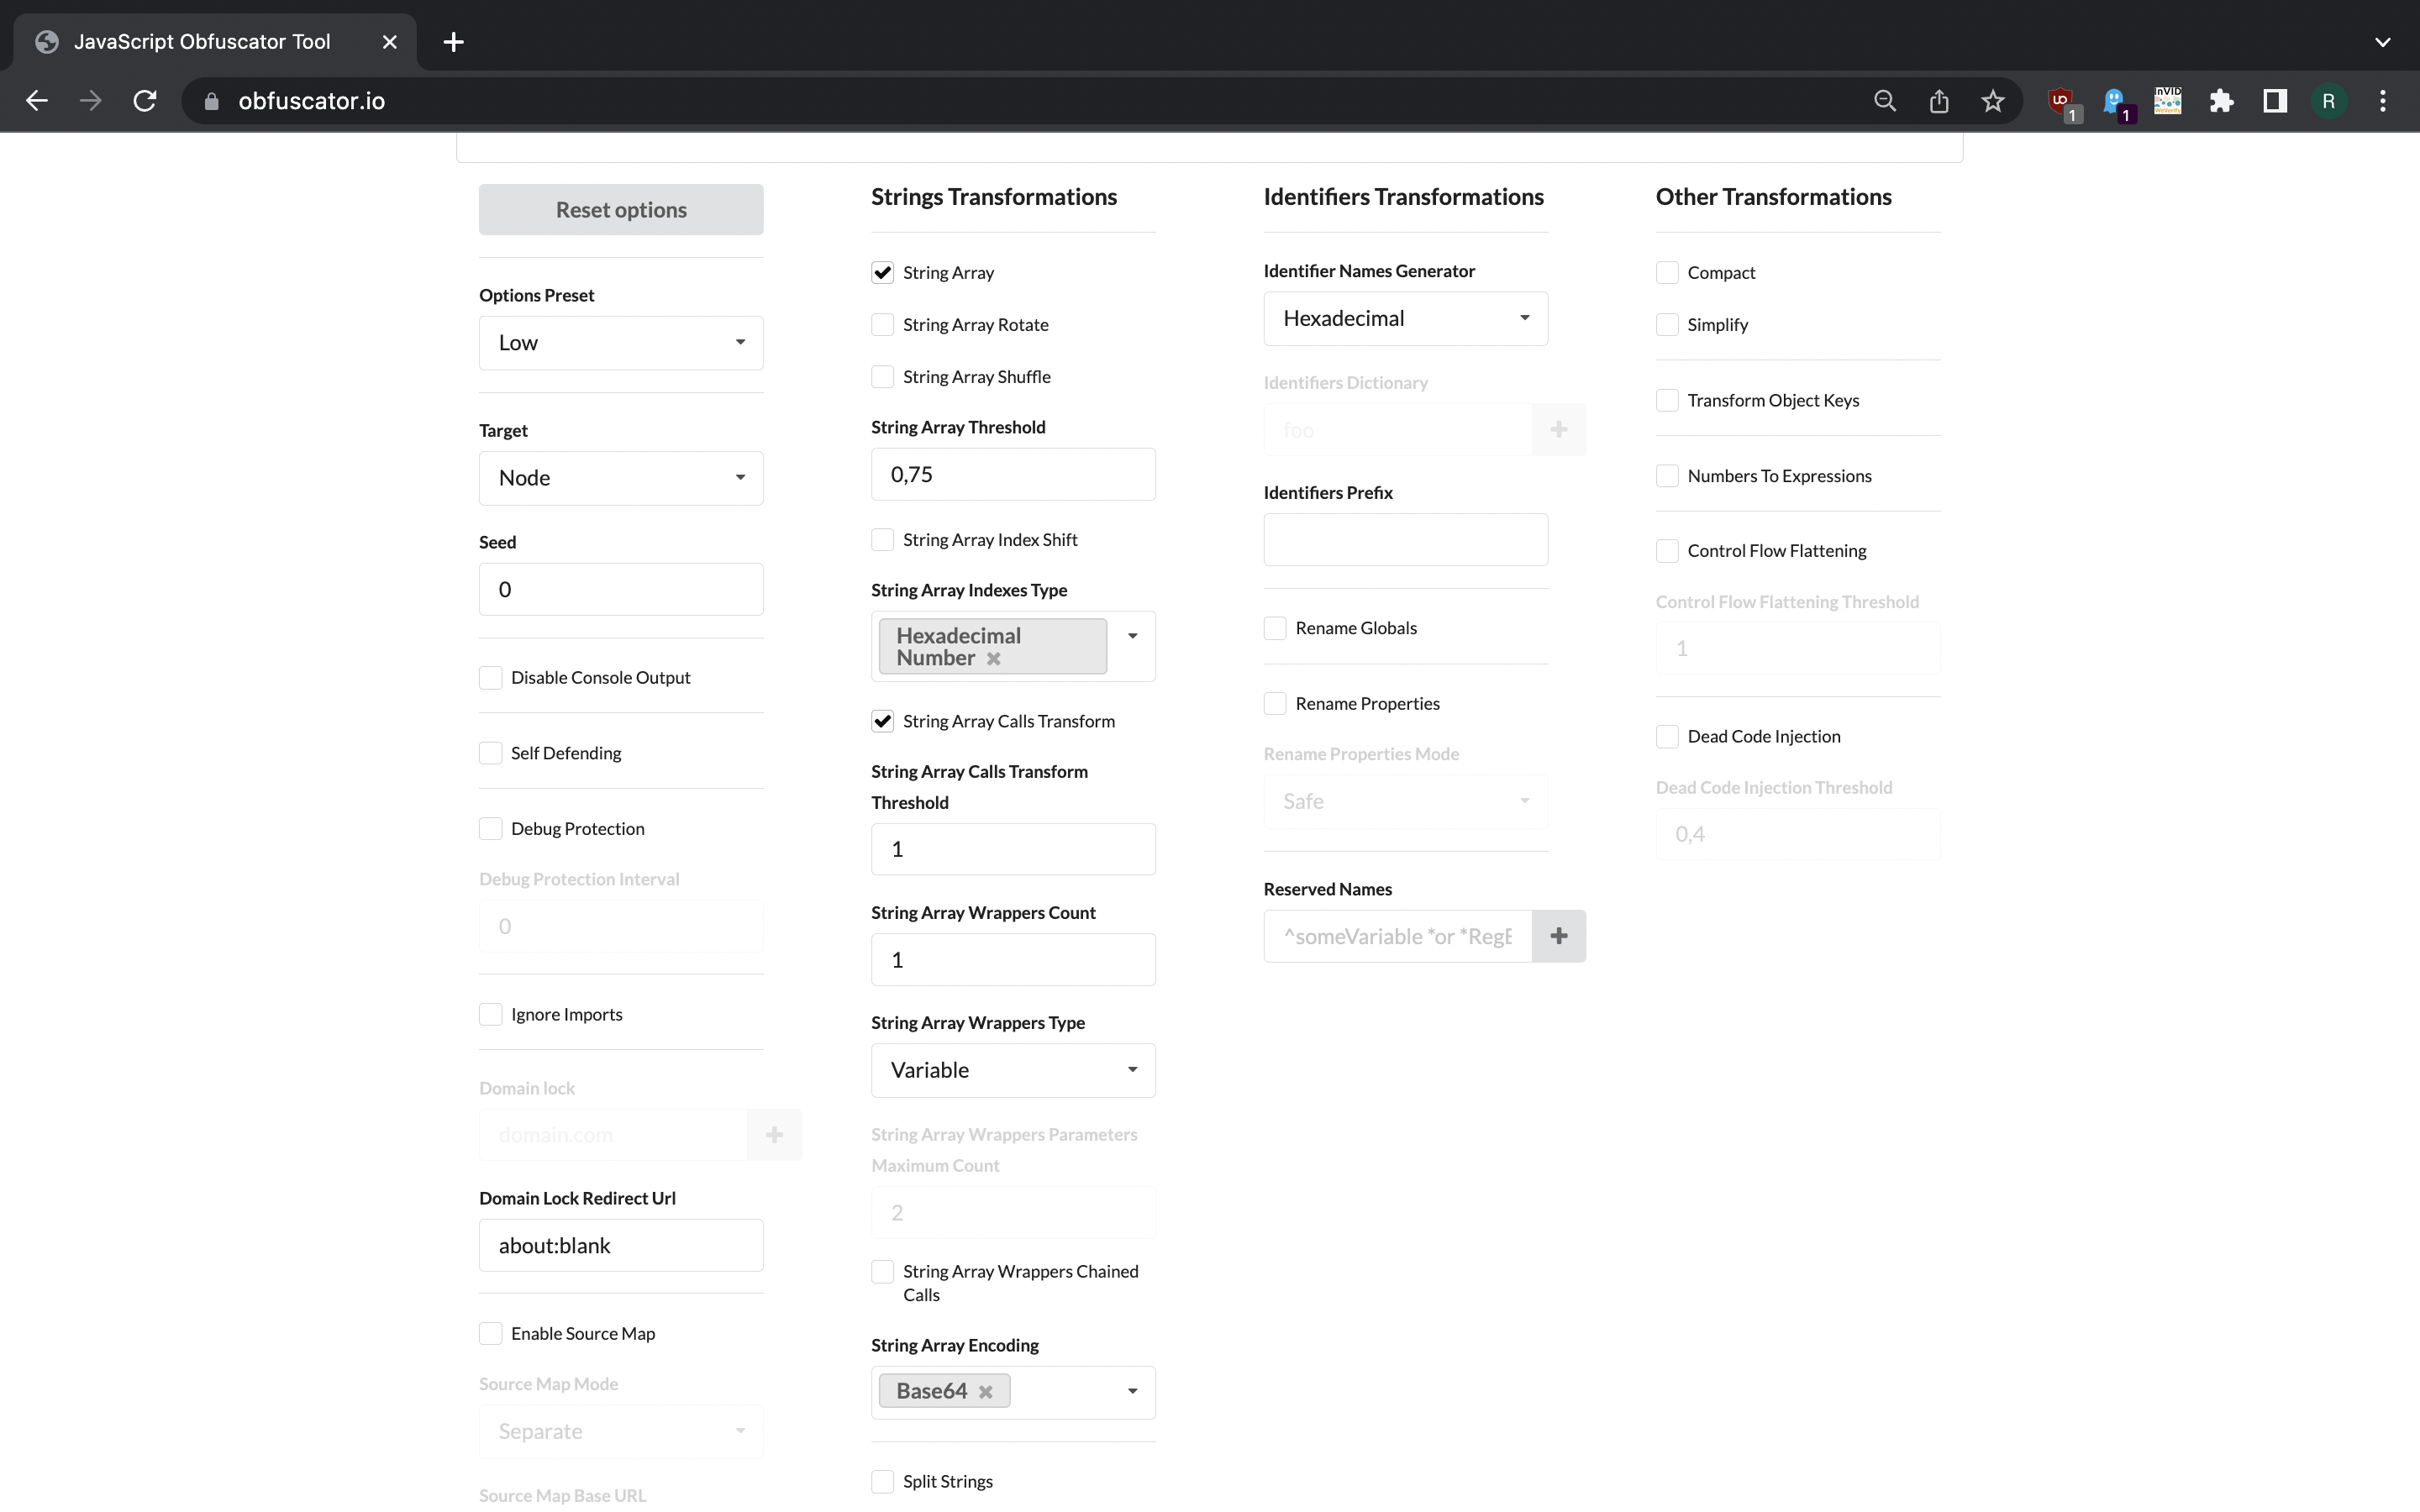 JavaScript Obfuscator Tool
obfuscator.io
1
1
InVID
R
Reset options
Options Preset
Low
Target
Node
Seed
0
Disable Console Output
Self Defending
Debug Protection
Debug Protection Interval
0
Ignore Imports
Domain lock
domain.com
Domain Lock Redirect Url
about:blank
Enable Source Map
Source Map Mode
Separate
Source Map Base URL
Strings Transformations
String Array
String Array Rotate
String Array Shuffle
String Array Threshold
0,75
String Array Index Shift
String Array Indexes Type
Hexadecimal
Number
String Array Calls Transform
String Array Calls Transform
Threshold
1
String Array Wrappers Count
1
String Array Wrappers Type
Variable
String Array Wrappers Parameters
Maximum Count
2
String Array Wrappers Chained
Calls
String Array Encoding
Base64
Split Strings
Identifiers Transformations
Identifier Names Generator
Hexadecimal
Identifiers Dictionary
foo
Identifiers Prefix
Rename Globals
Rename Properties
Rename Properties Mode
Safe
Reserved Names
^someVariable *or *RegE
Other Transformations
Compact
Simplify
Transform Object Keys
Numbers To Expressions
Control Flow Flattening
Control Flow Flattening Threshold
1
Dead Code Injection
Dead Code Injection Threshold
0,4